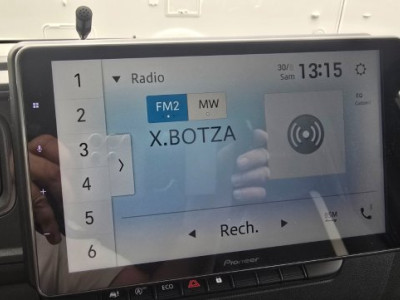 1
2
3
4
5
6
Radio
30/
Sam
13:15
FM2
MW
X.BOTZA
Rech.
Pioneer
ECO